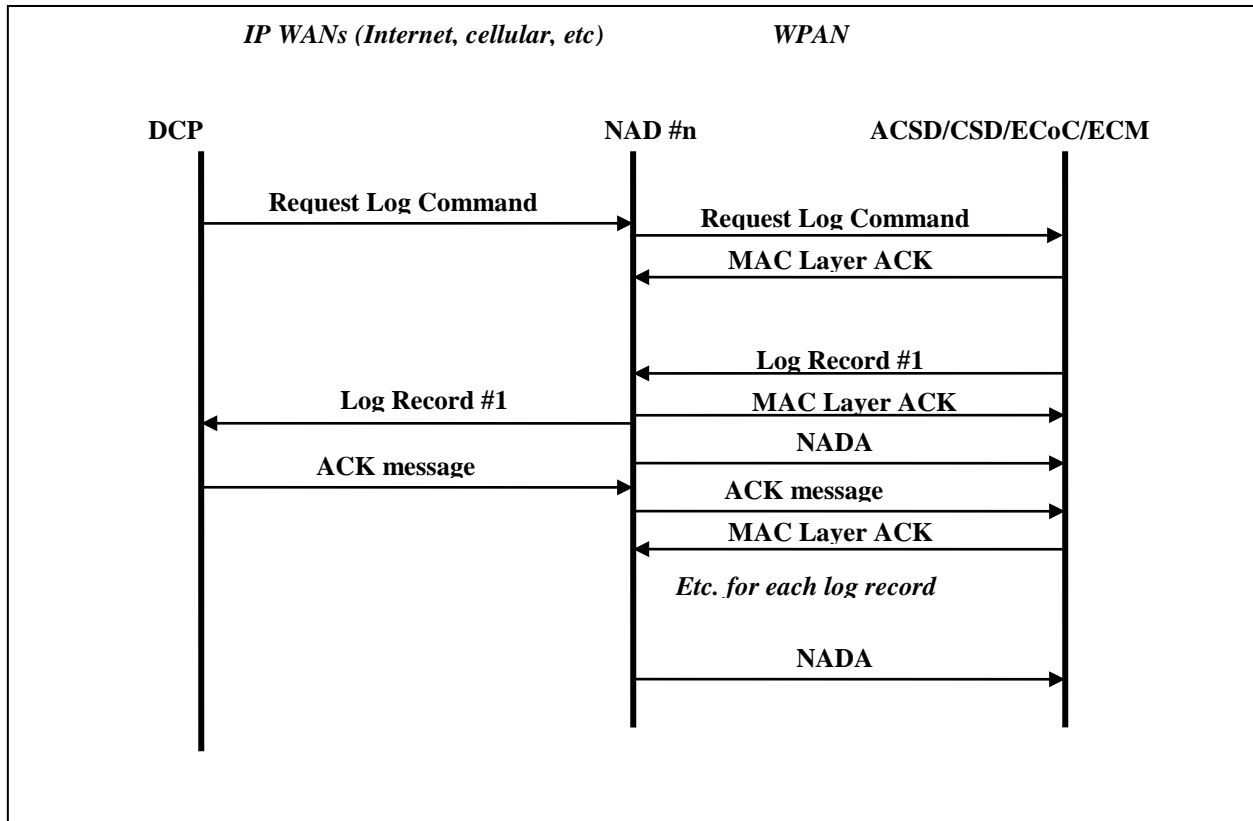 IP WANs (Internet, cellular, etc) WPAN
DCP NAD #n ACSD/CSD/ECoC/ECM
Request Log Command
Request Log Command
MAC Layer ACK
Log Record #1
Log Record #1
MAC Layer ACK
NADA
ACK message
ACK message
MAC Layer ACK
Etc. for each log record
NADA